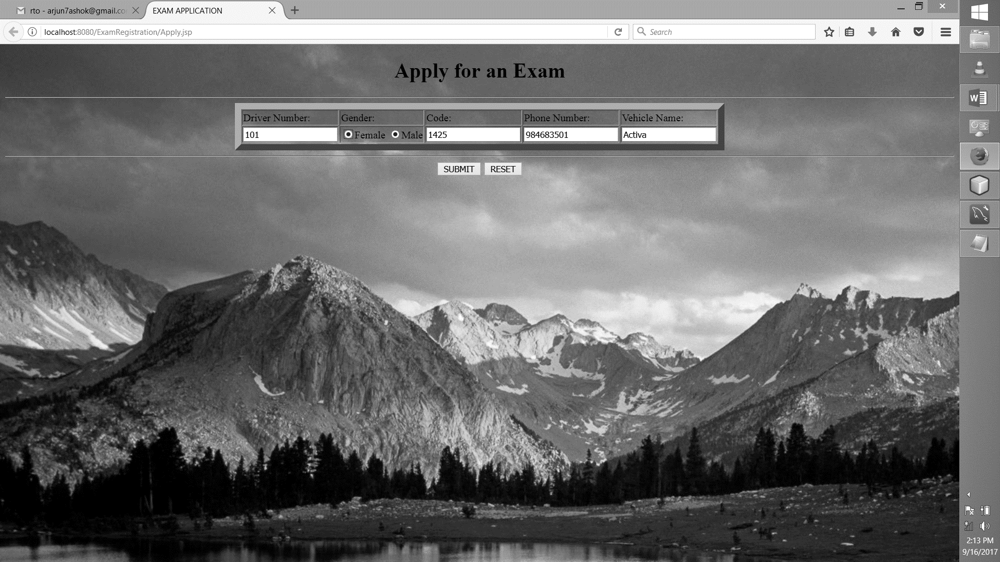 rto - arjun7ashok@gmail.co
EXAM APPLICATION
localhost:8080/ExamRegistration/Apply.jsp
Search
Apply for an Exam
Driver Number: Gender: Code: Phone Number: Vehicle Name:
101 Female Male 1425 984683501 Activa
SUBMIT RESET
W
2:13 PM
9/16/2017